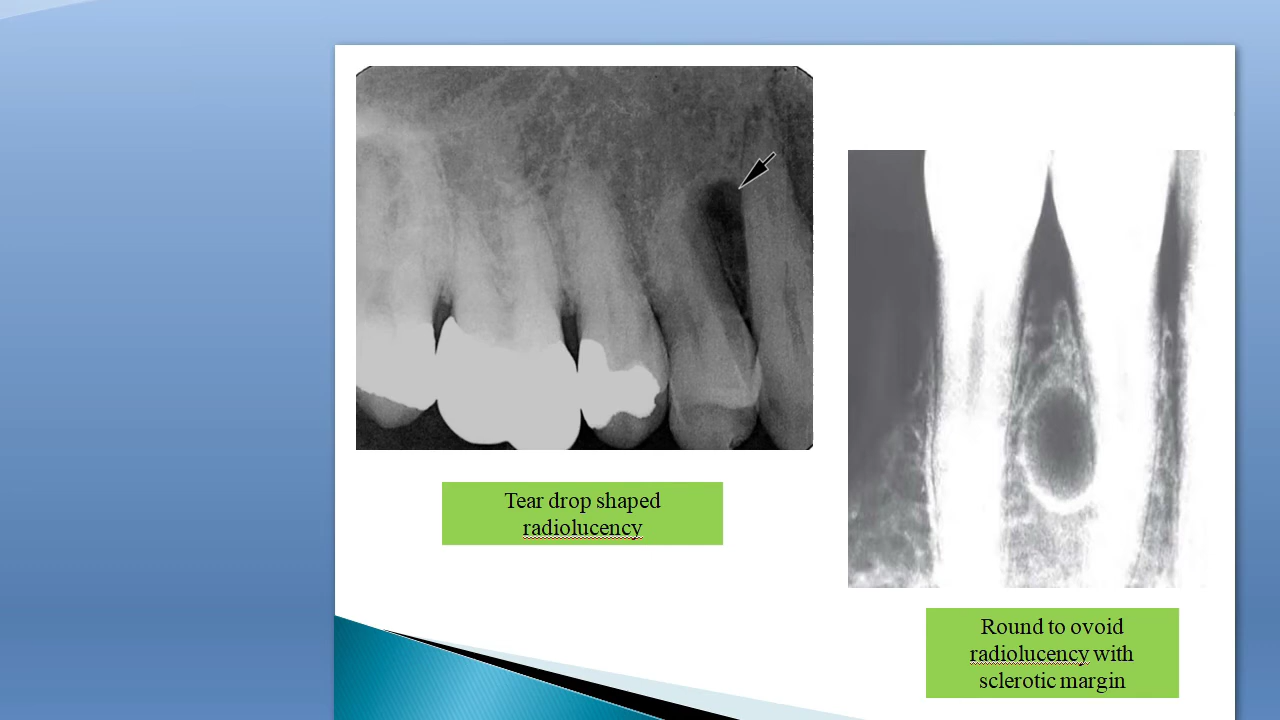 Tear drop shaped
radiolucency
Round to ovoid
radiolucency with
sclerotic margin